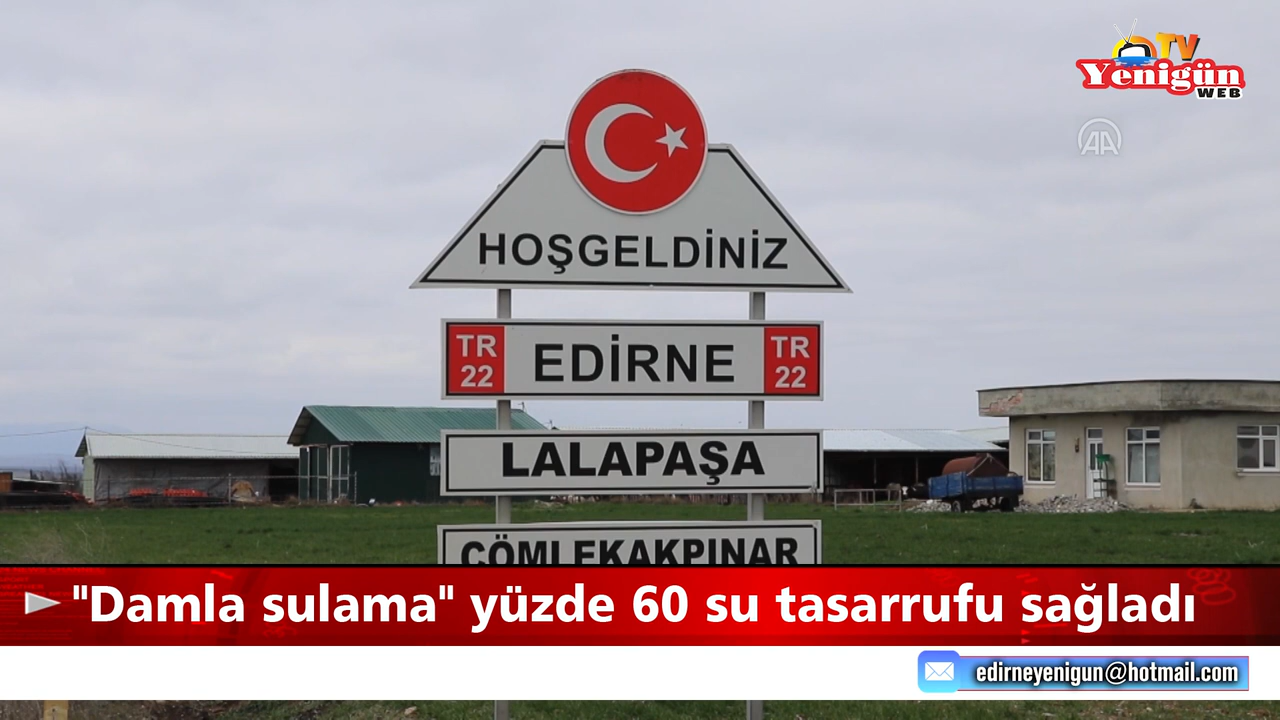 TV
Yenigün
WEB
AA
HOŞGELDİNİZ
TR
22
EDİRNE
TR
22
LALAPAŞA
ÇÖMLEKAKPINAR
"Damla sulama" yüzde 60 su tasarrufu sağladı
edirneyenigun@hotmail.com